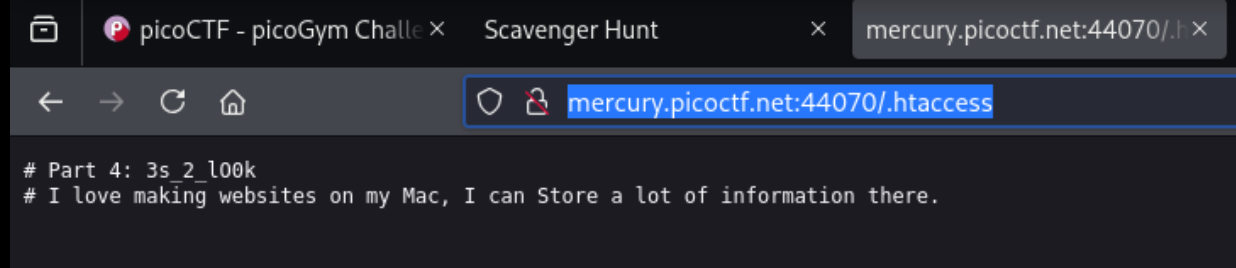 picoCTF - picoGym Challe
Scavenger Hunt
mercury.picoctf.net:44070/.h
mercury.picoctf.net:44070/.htaccess
# Part 4: 3s_2_lO0k
# I love making websites on my Mac, I can Store a lot of information there.